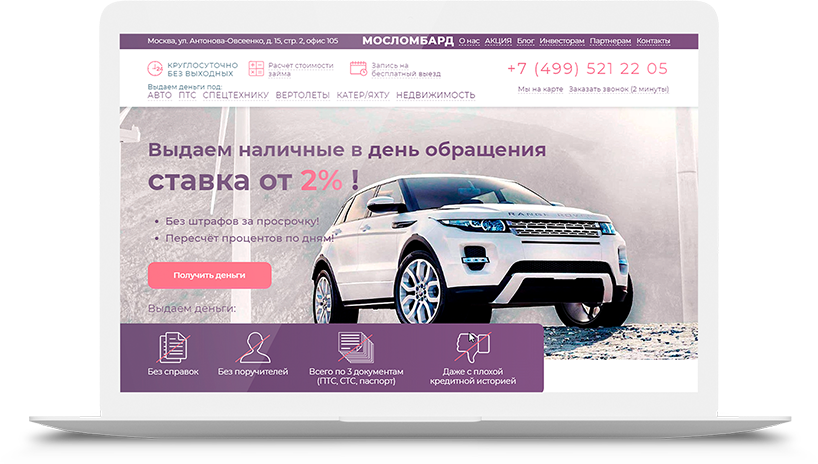 Москва, ул. Антонова-Овсеенко, д. 15, стр. 2, офис 105 МОСЛОМБАРД О нас АКЦИЯ Блог Инвесторам Партнерам Контакты
24
КРУГЛОСУТОЧНО
БЕЗ ВЫХОДНЫХ
Расчет стоимости
займа
Запись на
бесплатный выезд
+7 (499) 521 22 05
Выдаем деньги под:
АВТО ПТС СПЕЦТЕХНИКУ ВЕРТОЛЕТЫ КАТЕР/ЯХТУ НЕДВИЖИМОСТЬ
Мы на карте Заказать звонок (2 минуты)
Выдаем наличные в день обращения
ставка от 2% !
• Без штрафов за просрочку!
• Пересчёт процентов по дням!
Получить деньги
Выдаем деньги:
RANGE ROVER
Без справок
Без поручителей
Всего по 3 документам
(ПТС, СТС, паспорт)
Даже с плохой
кредитной историей